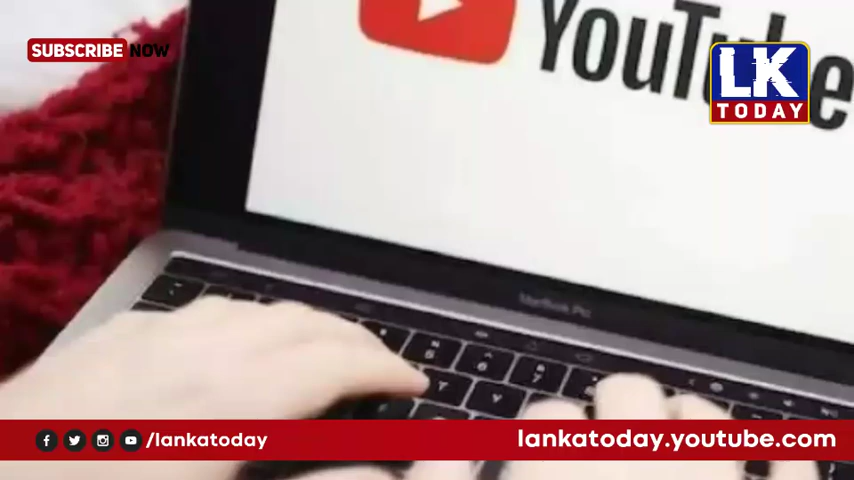 SUBSCRIBE NOW
YouTube
LK
TODAY
MacBook Pro
/lankatoday
lankatoday.youtube.com